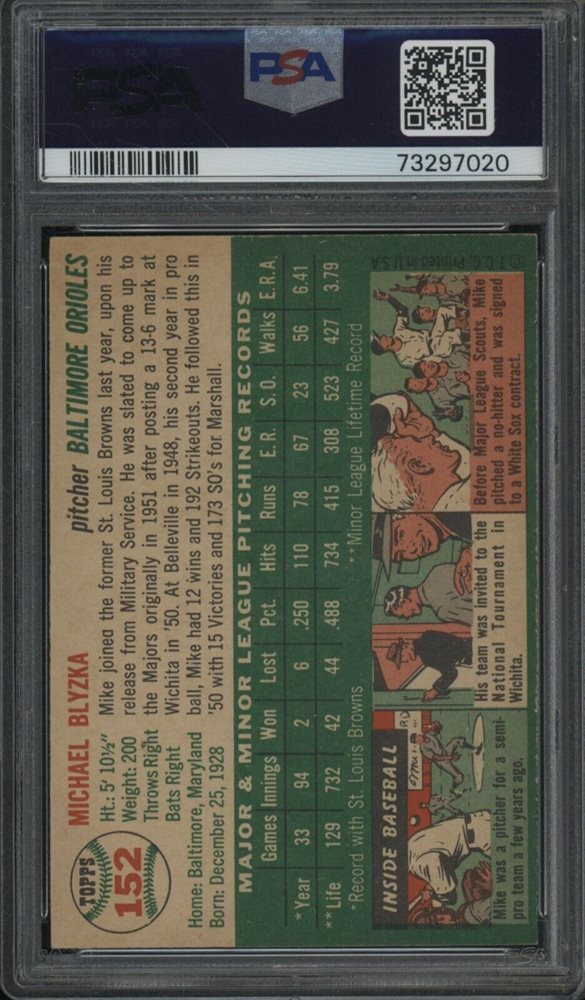 PSA
PSA
73297020
TOPPS
152
MICHAEL BLYZKA
pitcher BALTIMORE ORIOLES
Ht.: 5' 10½"
Weight: 200
Throws Right
Bats Right
Home: Baltimore, Maryland
Born: December 25, 1928
Mike joined the former St. Louis Browns last year, upon his
release from Military Service. He was slated to come up to
the Majors originally in 1951 after posting a 13-6 mark at
Wichita in '50. At Belleville in 1948, his second year in pro
ball, Mike had 12 wins and 192 Strikeouts. He followed this in
'50 with 15 Victories and 173 SO's for Marshall.
MAJOR & MINOR LEAGUE PITCHING RECORDS
Games Innings Won Lost Pct. Hits Runs E.R. S.O. Walks E.R.A.
*Year 33 94 2 6 .250 110 78 67 23 56 6.41
**Life 129 732 42 44 .488 734 415 308 523 427 3.79
*Record with St. Louis Browns **Minor League Lifetime Record
INSIDE BASEBALL
Mike was a pitcher for a semi-
pro team a few years ago.
His team was invited to the
National Tournament in
Wichita.
Before Major League Scouts, Mike
pitched a no-hitter and was signed
to a White Sox contract.
© T.C.G. Printed in U.S.A.